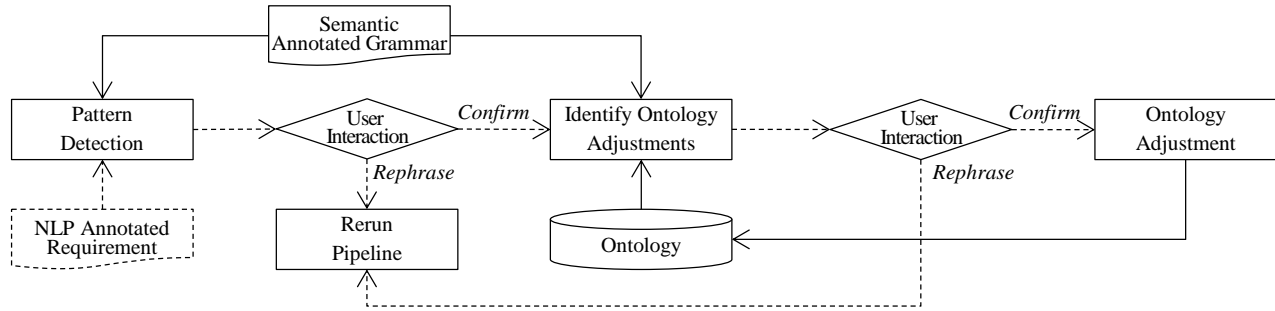 Semantic
Annotated Grammar
Pattern
Detection
User
Interaction
Confirm
Rephrase
Identify Ontology
Adjustments
User
Interaction
Confirm
Rephrase
Ontology
Adjustment
NLP Annotated
Requirement
Rerun
Pipeline
Ontology